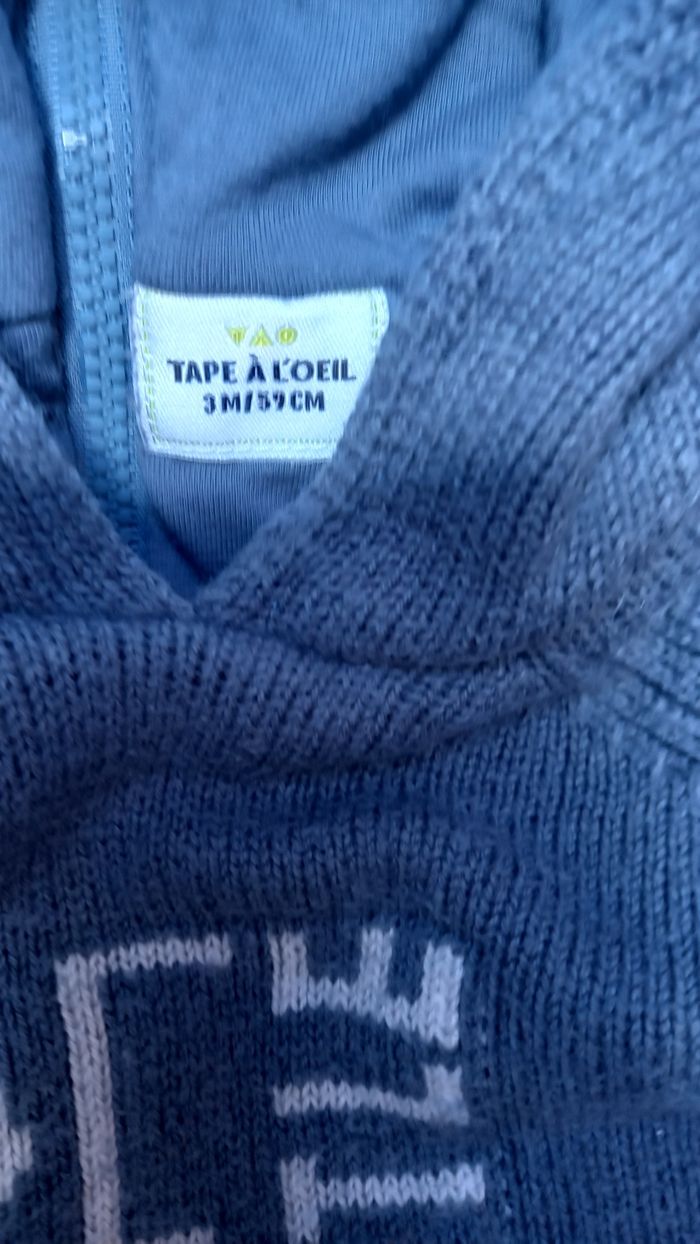 TAO
TAPE À L'OEIL
3M/59CM